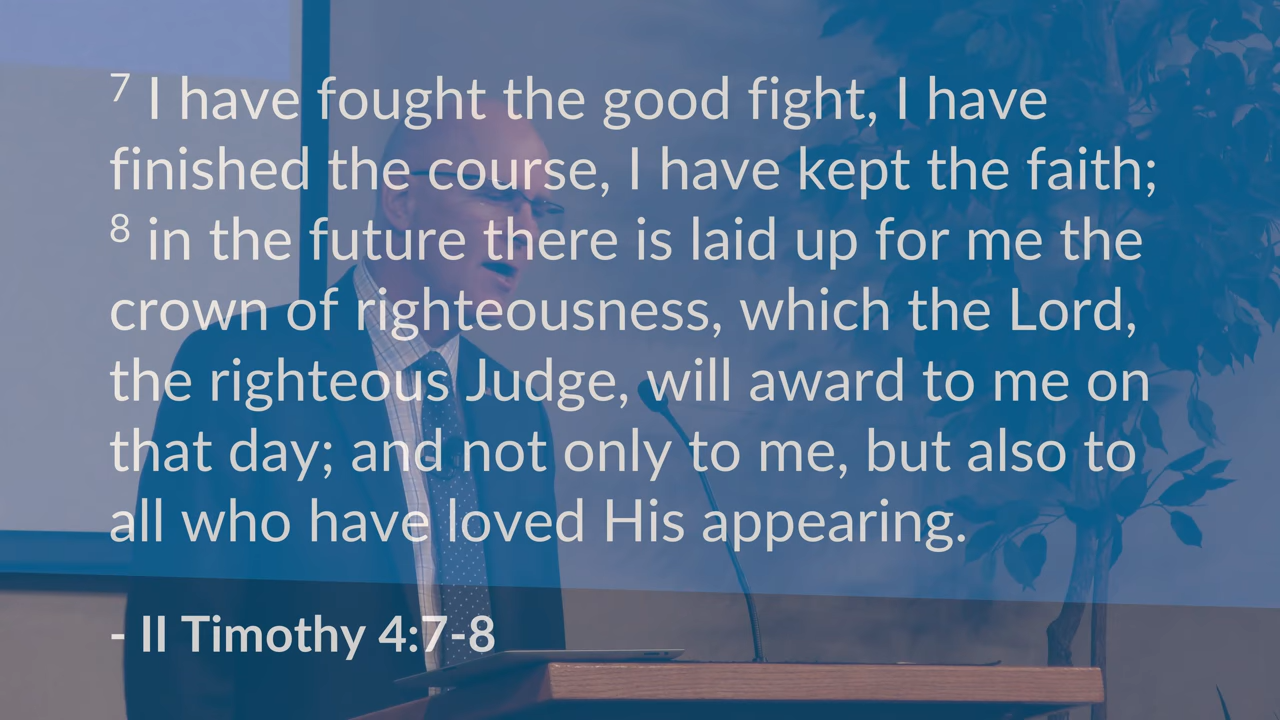 7 I have fought the good fight, I have
finished the course, I have kept the faith;
8 in the future there is laid up for me the
crown of righteousness, which the Lord,
the righteous Judge, will award to me on
that day; and not only to me, but also to
all who have loved His appearing.
- II Timothy 4:7-8